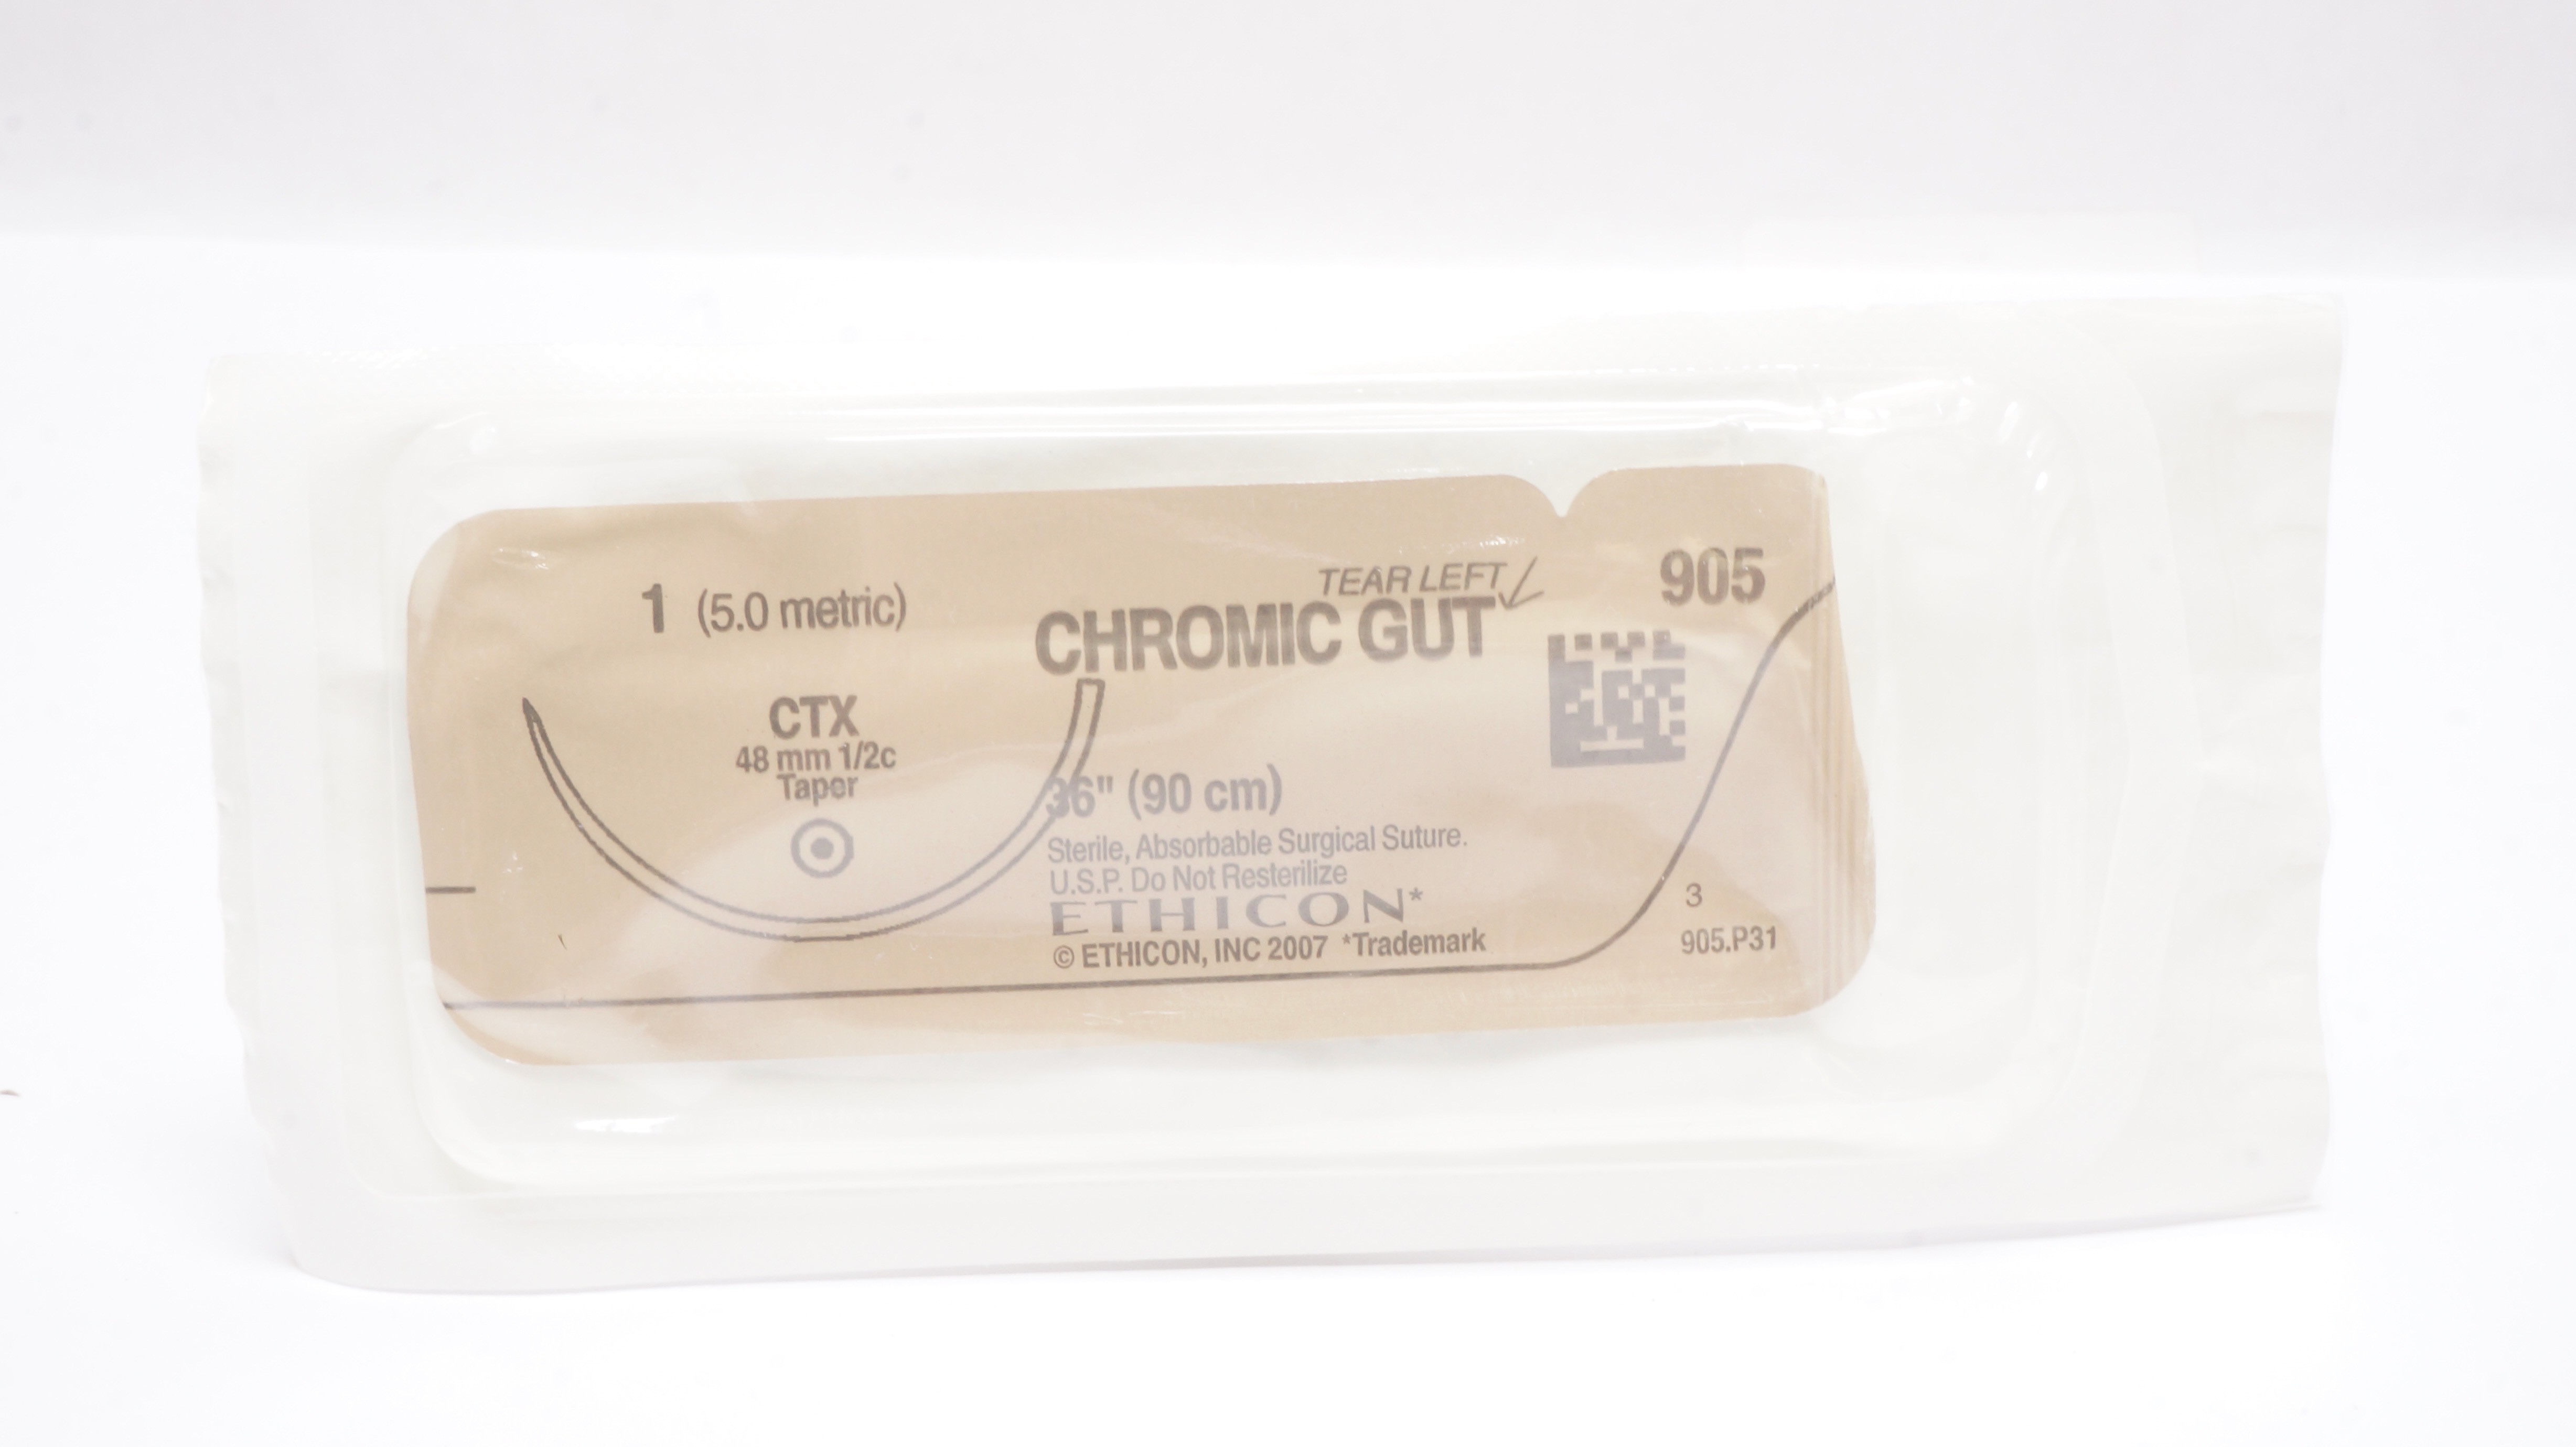 1 (5.0 metric)
TEAR LEFT
CHROMIC GUT
905
CTX
48 mm 1/2c
Taper
36" (90 cm)
Sterile, Absorbable Surgical Suture.
U.S.P. Do Not Resterilize
ETHICON*
© ETHICON, INC 2007 *Trademark
3
905.P31